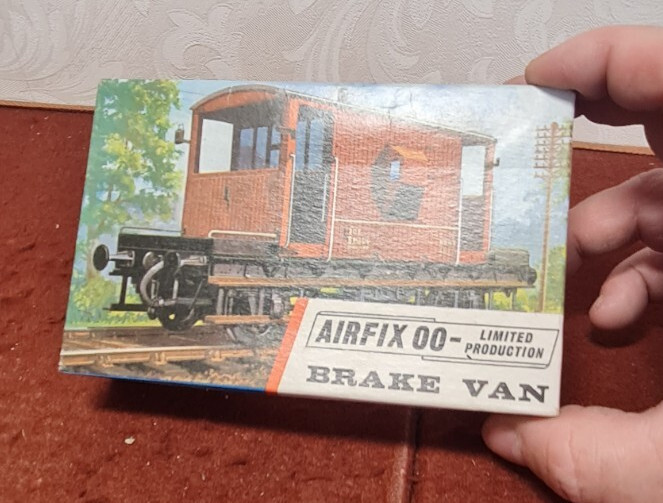 AIRFIX 00-
LIMITED
PRODUCTION
BRAKE VAN